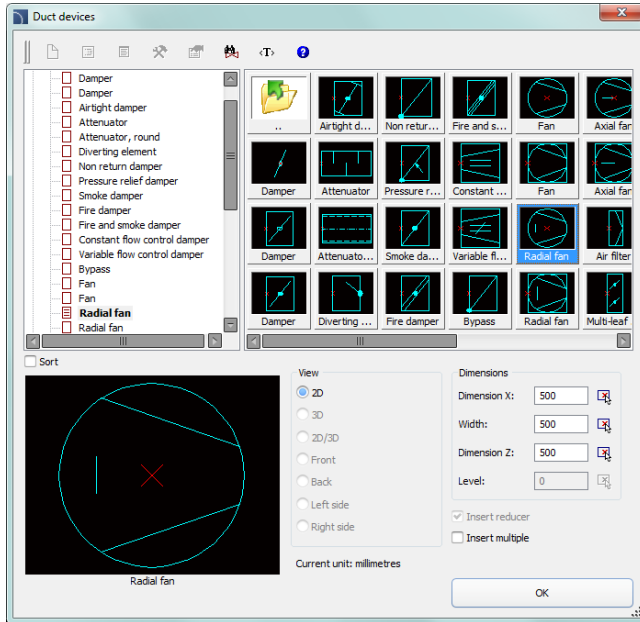 Duct devices
‹T›
Damper
Damper
Airtight damper
Attenuator
Attenuator, round
Diverting element
Non return damper
Pressure relief damper
Smoke damper
Fire damper
Fire and smoke damper
Constant flow control damper
Variable flow control damper
Bypass
Fan
Fan
Radial fan
Radial fan
..
Airtight d...
Non retur...
Fire and s...
Fan
Axial fan
Damper
Attenuator
Pressure r...
Constant ...
Fan
Axial fan
Damper
Attenuato...
Smoke da...
Variable fl...
Radial fan
Air filter
Damper
Diverting ...
Fire damper
Bypass
Radial fan
Multi-leaf
Sort
Radial fan
View
2D
3D
2D/3D
Front
Back
Left side
Right side
Current unit: millimetres
Dimensions
Dimension X: 500
Width: 500
Dimension Z: 500
Level: 0
Insert reducer
Insert multiple
OK